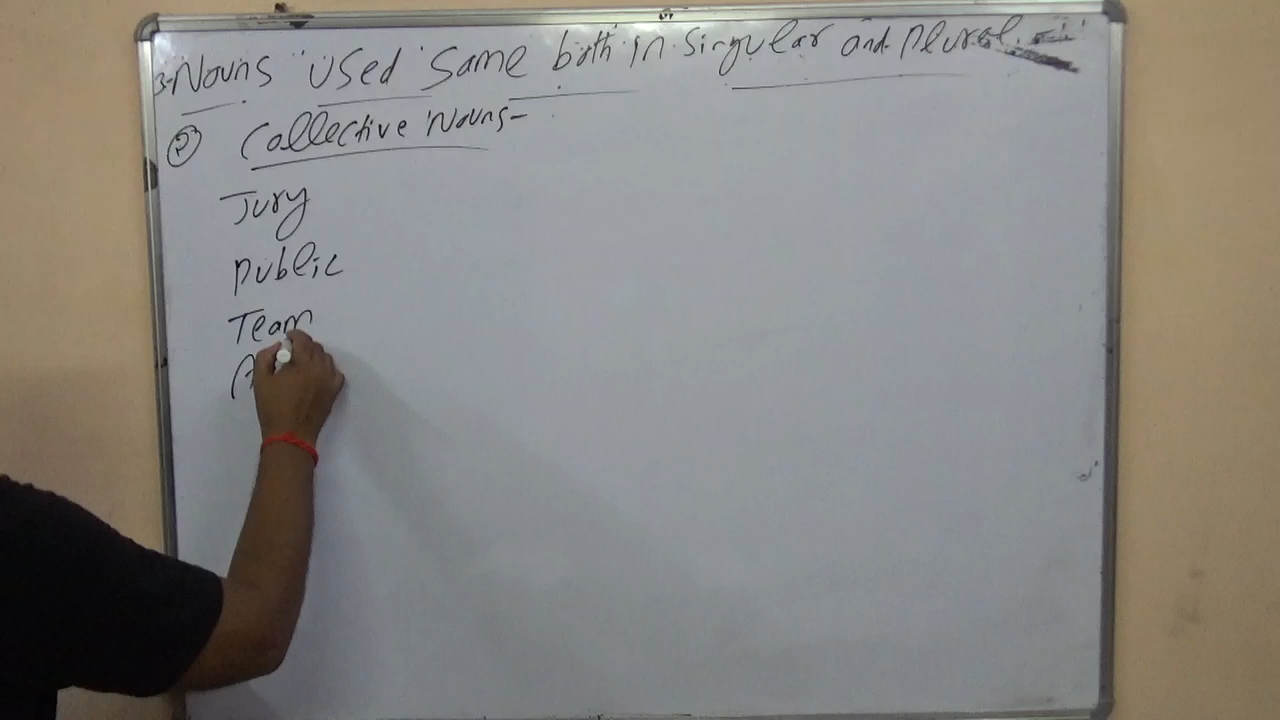 3. Nouns used same both in singular and plural
② Collective Nouns-
Jury
Public
Team